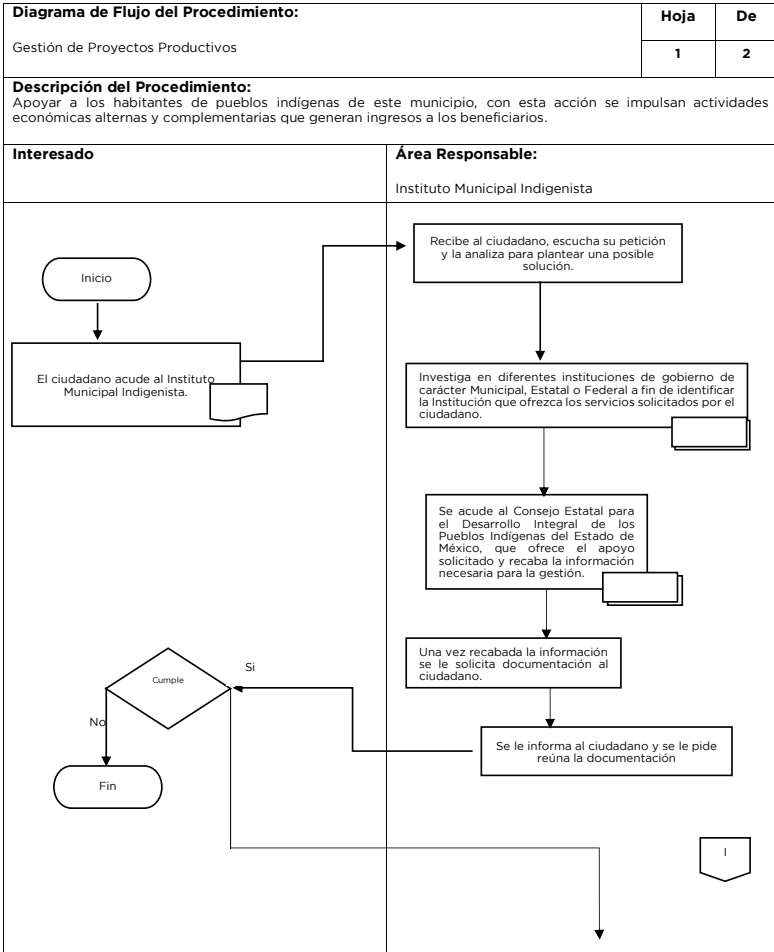 Diagrama de Flujo del Procedimiento:
Gestión de Proyectos Productivos
Hoja
De
1
2
Descripción del Procedimiento:
Apoyar a los habitantes de pueblos indígenas de este municipio, con esta acción se impulsan actividades
económicas alternas y complementarias que generan ingresos a los beneficiarios.
Interesado
Área Responsable:
Instituto Municipal Indigenista
Inicio
El ciudadano acude al Instituto
Municipal Indigenista.
Recibe al ciudadano, escucha su petición
y la analiza para plantear una posible
solución.
Investiga en diferentes instituciones de gobierno de
carácter Municipal, Estatal o Federal a fin de identificar
la Institución que ofrezca los servicios solicitados por el
ciudadano.
Se acude al Consejo Estatal para
el Desarrollo Integral de los
Pueblos Indígenas del Estado de
México, que ofrece el apoyo
solicitado y recaba la información
necesaria para la gestión.
Una vez recabada la información
se le solicita documentación al
ciudadano.
Se le informa al ciudadano y se le pide
reúna la documentación
Cumple
Si
No
Fin
I